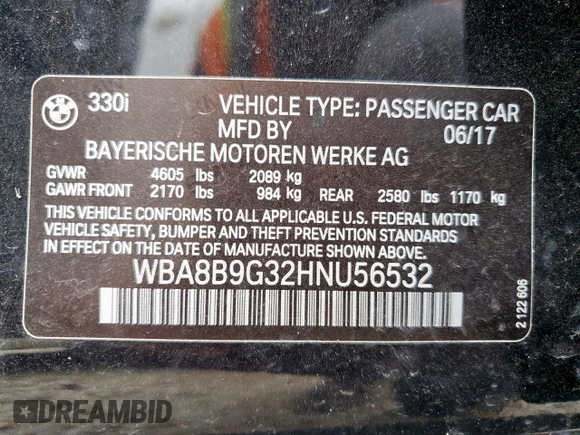 BMW
330i VEHICLE TYPE: PASSENGER CAR
MFD BY 06/17
BAYERISCHE MOTOREN WERKE AG
GVWR 4605 lbs 2089 kg
GAWR FRONT 2170 lbs 984 kg REAR 2580 lbs 1170 kg
THIS VEHICLE CONFORMS TO ALL APPLICABLE U.S. FEDERAL MOTOR
VEHICLE SAFETY, BUMPER AND THEFT PREVENTION STANDARDS
IN EFFECT ON THE DATE OF MANUFACTURE SHOWN ABOVE.
WBA8B9G32HNU56532
2 122 606
DREAMBID